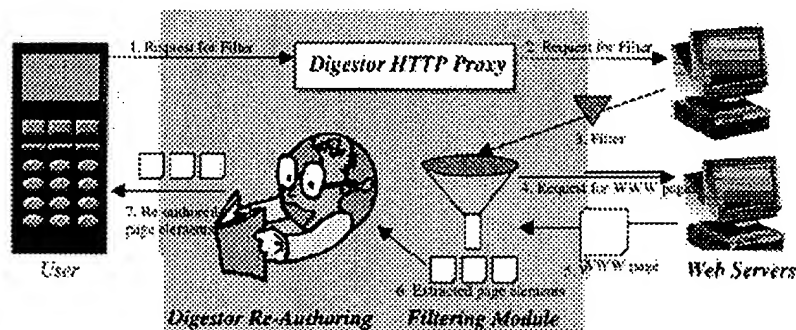 1. Request for Filter
Digestor HTTP Proxy
2. Request for Filter
3. Filter
4. Request for WWW page
7. Re-authored
page elements
5. WWW page
6. Extracted page elements
User
Web Servers
Digestor Re-Authoring
Filtering Module